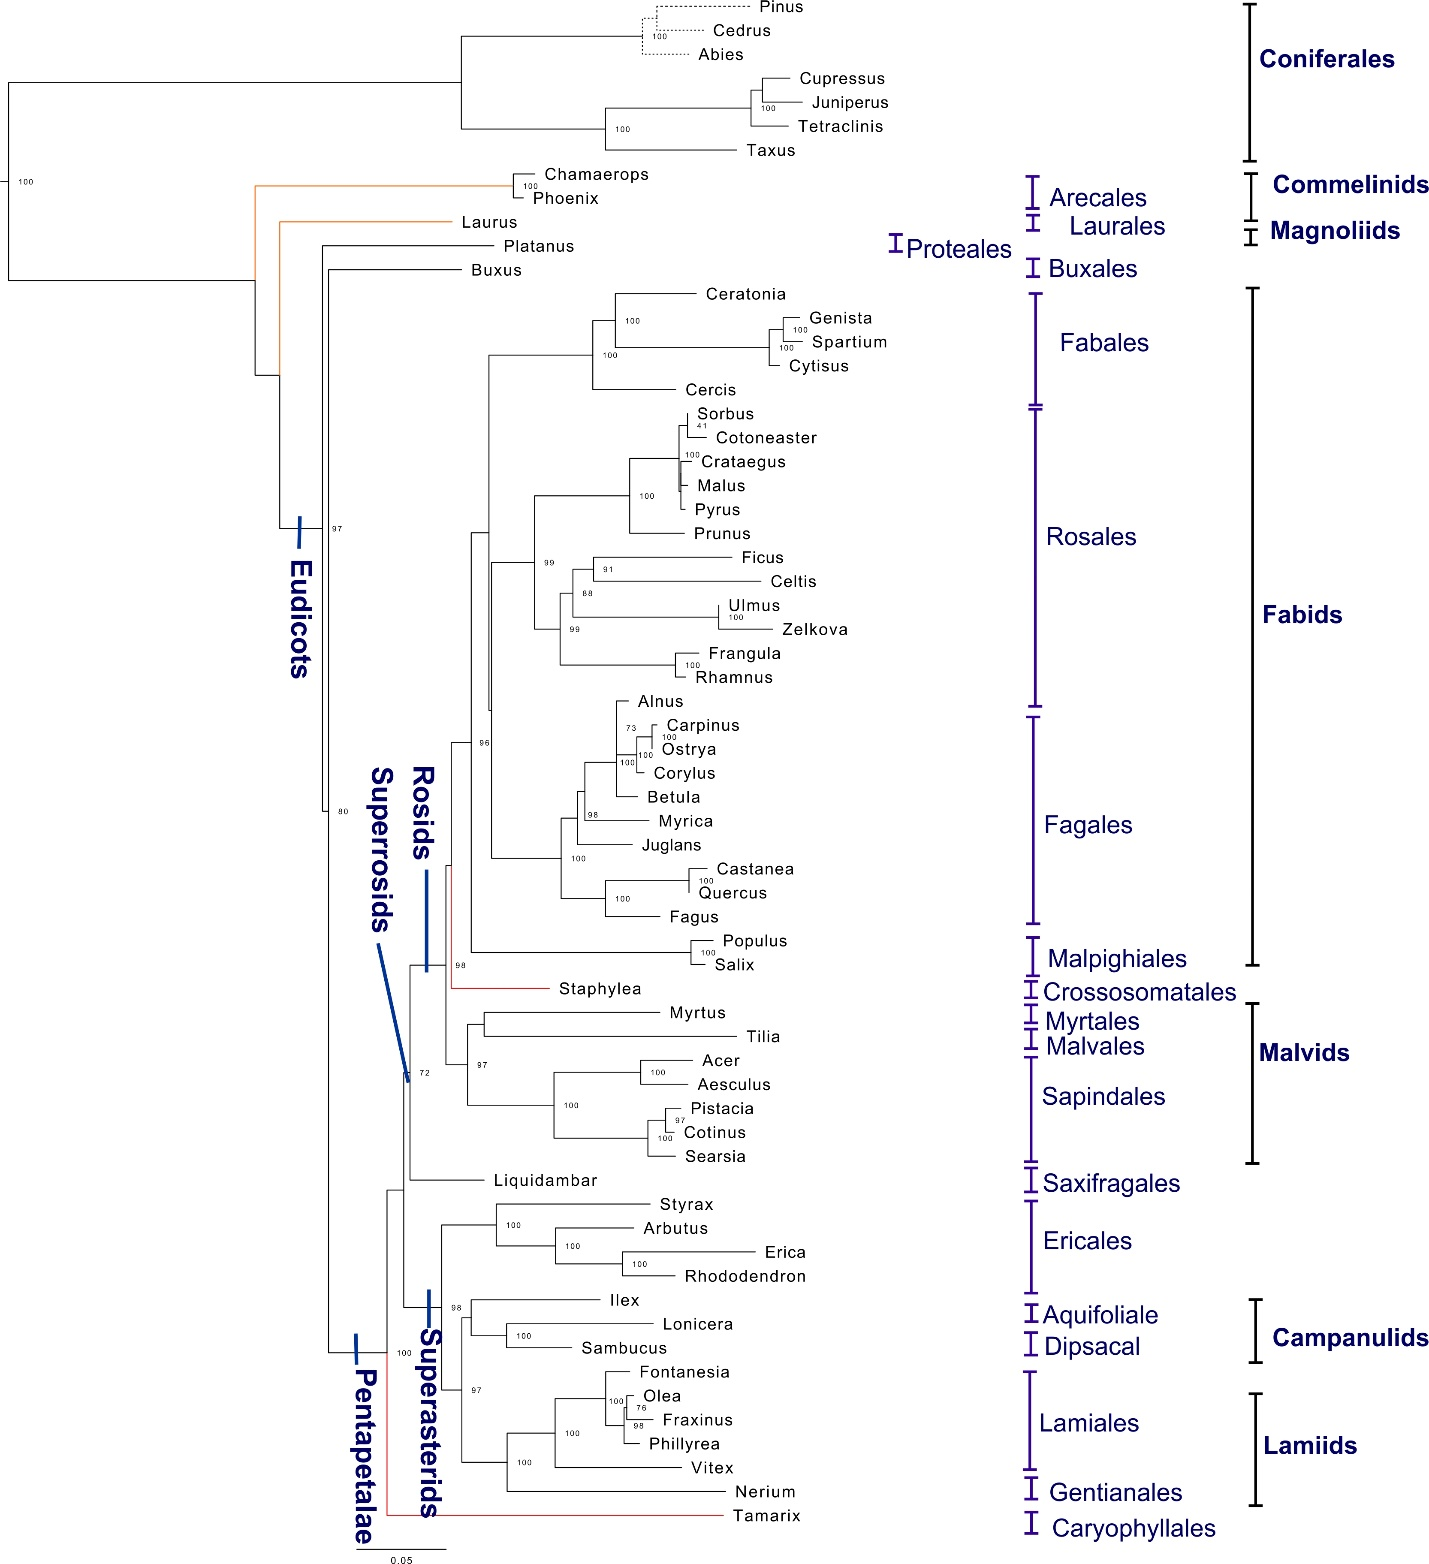 Pinus
100
Cedrus
Abies
Coniferales
Cupressus
Juniperus
100
Tetraclinis
100
Taxus
100
Chamaerops
100
Phoenix
Arecales
Commelinids
Laurus
Laurales
Magnoliids
Platanus
Proteales
Buxus
Buxales
Ceratonia
100
Genista
100
Spartium
100
Cytisus
100
Cercis
Fabales
Sorbus
41
Cotoneaster
100
Crataegus
Malus
100
Pyrus
Prunus
97
Rosales
Ficus
99
91
Celtis
88
Ulmus
100
Zelkova
99
Frangula
100
Rhamnus
Eudicots
Fabids
Alnus
73
Carpinus
100
Ostrya
100
100
Corylus
96
Betula
98
Myrica
80
Juglans
100
Fagales
Castanea
100
Quercus
100
Fagus
Rosids
Superrosids
Populus
100
Salix
98
Malpighiales
Staphylea
Crossosomatales
Myrtus
Myrtales
Tilia
Malvales
97
Malvids
Acer
100
Aesculus
72
100
Pistacia
97
Cotinus
100
Searsia
Sapindales
Liquidambar
Saxifragales
Styrax
100
Arbutus
100
Erica
100
Rhododendron
Ericales
98
Ilex
Aquifoliale
Lonicera
100
Sambucus
Dipsacal
Campanulids
100
Superasterids
97
Fontanesia
100
Olea
76
Fraxinus
98
100
Phillyrea
Lamiales
100
Vitex
Lamiids
Nerium
Gentianales
Tamarix
Caryophyllales
Pentapetalae
0.05